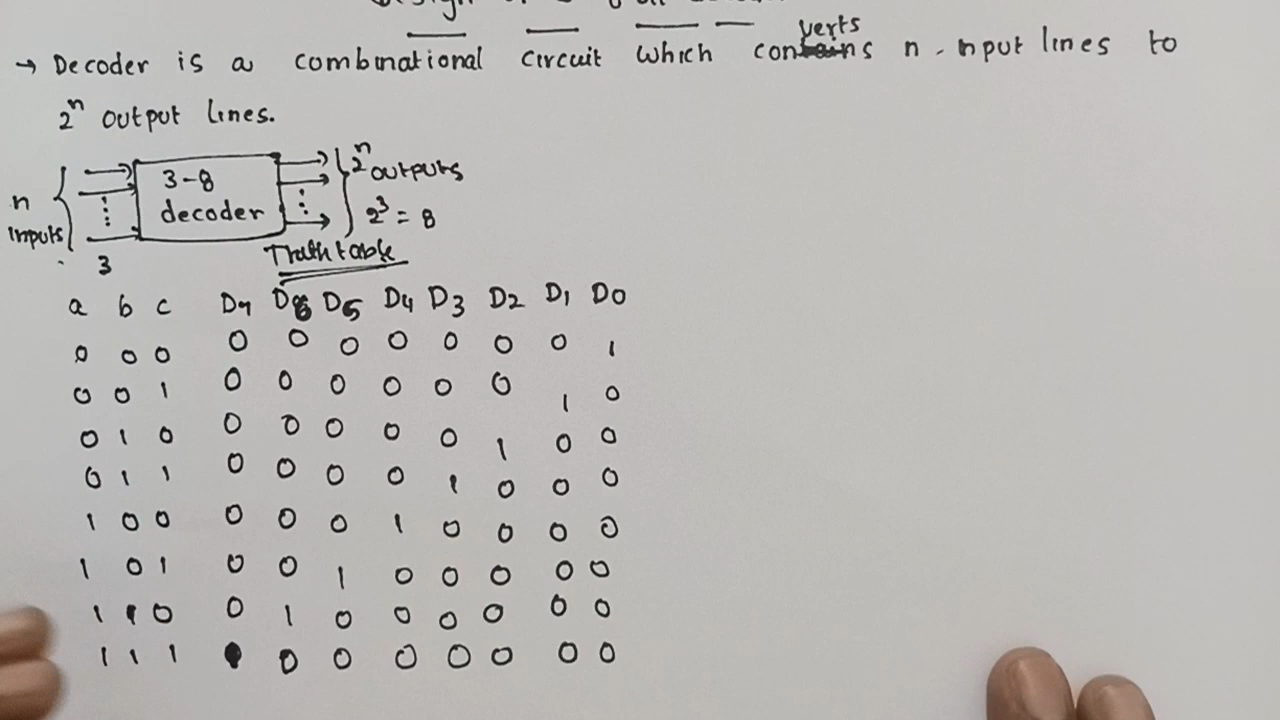 → Decoder is a combinational circuit which converts n-input lines to
2ⁿ output lines.
n inputs 3-8 decoder 2ⁿ outputs
3 2³ = 8
Truth table
a b c D7 D6 D5 D4 D3 D2 D1 D0
0 0 0 0 0 0 0 0 0 0 1
0 0 1 0 0 0 0 0 0 1 0
0 1 0 0 0 0 0 0 1 0 0
0 1 1 0 0 0 0 1 0 0 0
1 0 0 0 0 0 1 0 0 0 0
1 0 1 0 0 1 0 0 0 0 0
1 1 0 0 1 0 0 0 0 0 0
1 1 1 1 0 0 0 0 0 0 0